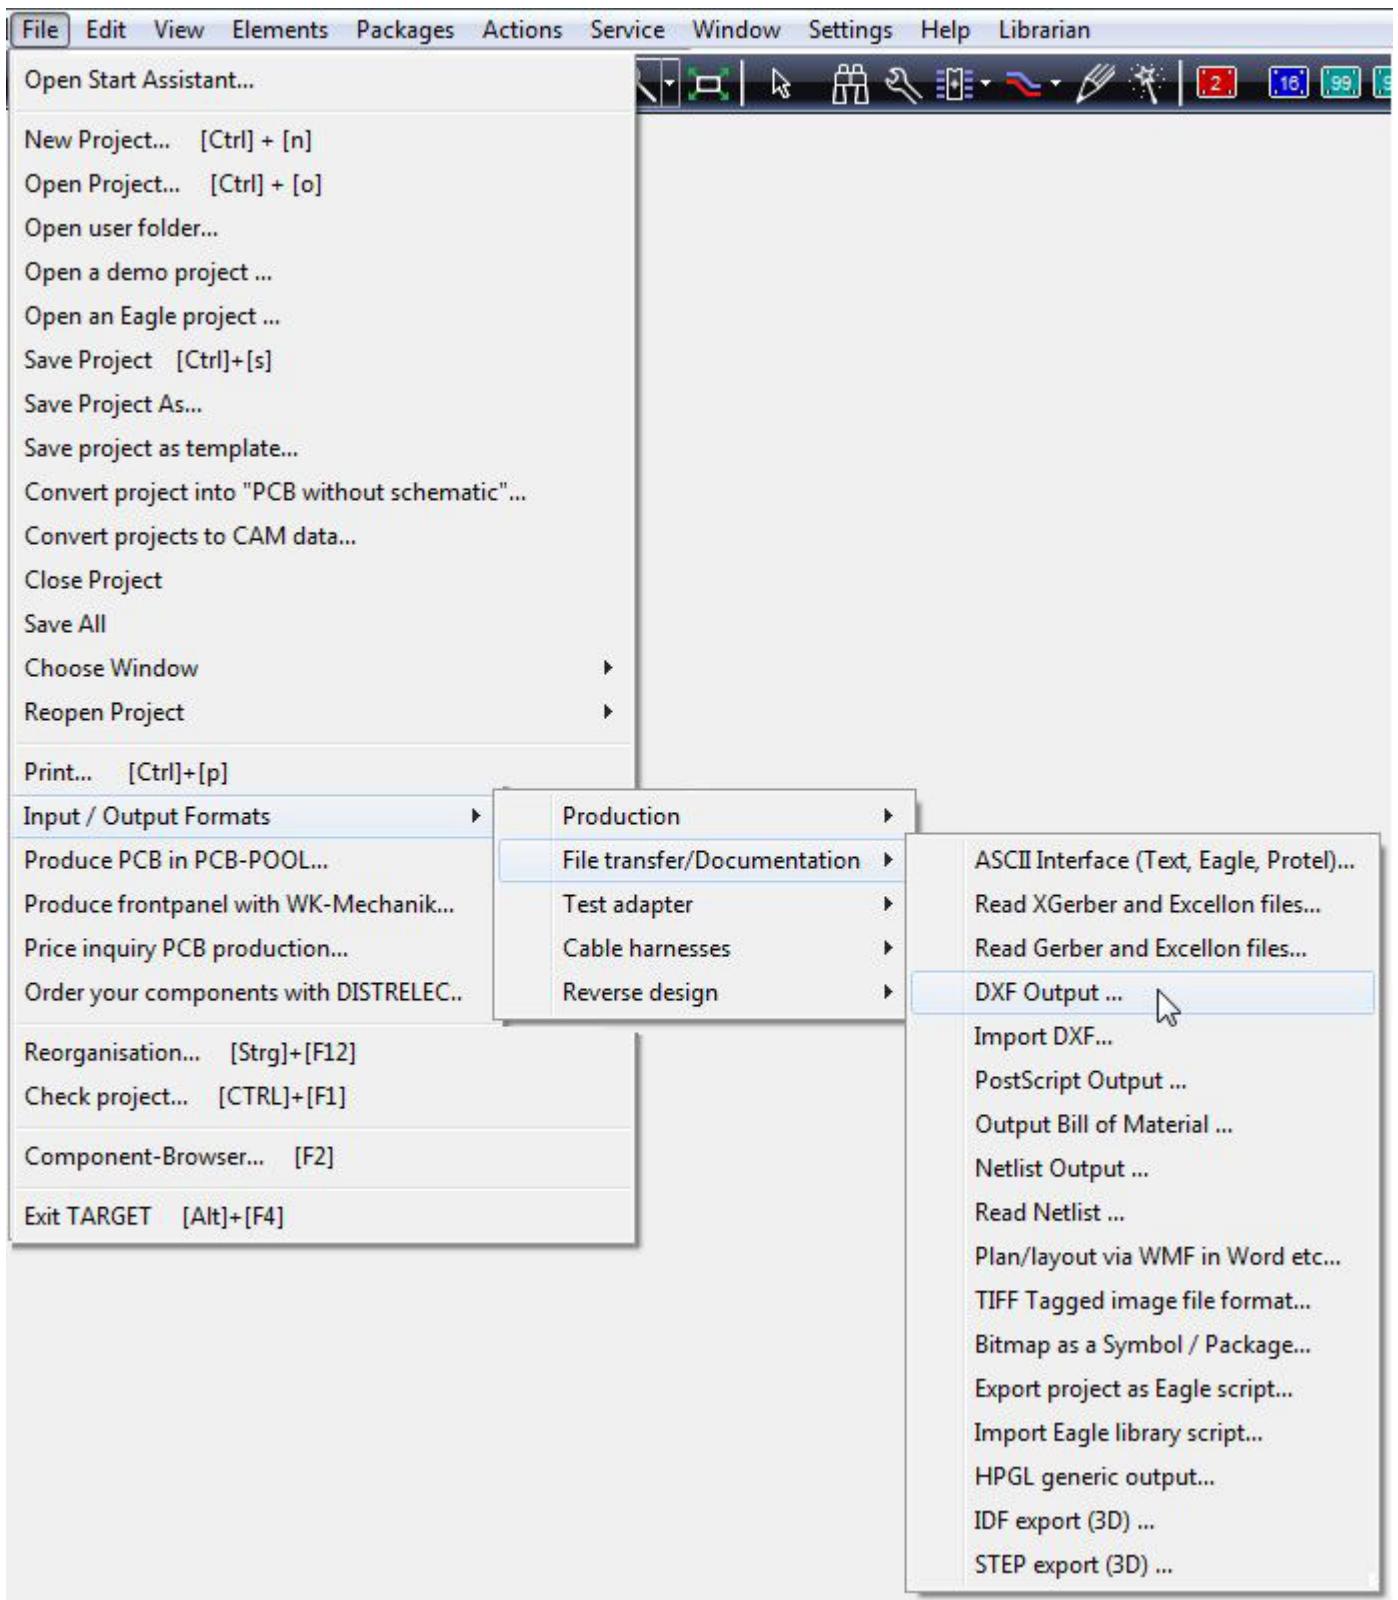 File Edit View Elements Packages Actions Service Window Settings Help Librarian
2 16 99
Open Start Assistant...
New Project... [Ctrl] + [n]
Open Project... [Ctrl] + [o]
Open user folder...
Open a demo project ...
Open an Eagle project ...
Save Project [Ctrl]+[s]
Save Project As...
Save project as template...
Convert project into "PCB without schematic"...
Convert projects to CAM data...
Close Project
Save All
Choose Window
Reopen Project
Print... [Ctrl]+[p]
Input / Output Formats
Produce PCB in PCB-POOL...
Produce frontpanel with WK-Mechanik...
Price inquiry PCB production...
Order your components with DISTRELEC..
Reorganisation... [Strg]+[F12]
Check project... [CTRL]+[F1]
Component-Browser... [F2]
Exit TARGET [Alt]+[F4]
Production
File transfer/Documentation
Test adapter
Cable harnesses
Reverse design
ASCII Interface (Text, Eagle, Protel)...
Read XGerber and Excellon files...
Read Gerber and Excellon files...
DXF Output ...
Import DXF...
PostScript Output ...
Output Bill of Material ...
Netlist Output ...
Read Netlist ...
Plan/layout via WMF in Word etc...
TIFF Tagged image file format...
Bitmap as a Symbol / Package...
Export project as Eagle script...
Import Eagle library script...
HPGL generic output...
IDF export (3D) ...
STEP export (3D) ...